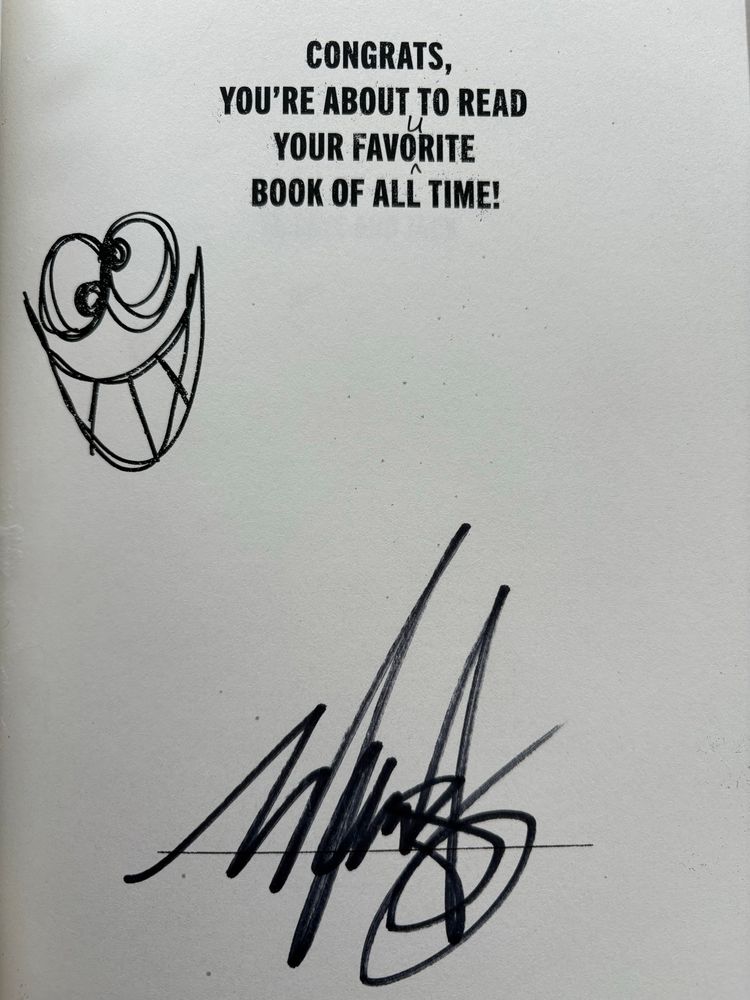 CONGRATS,
YOU'RE ABOUT TO READ
u
YOUR FAVORITE
^
BOOK OF ALL TIME!